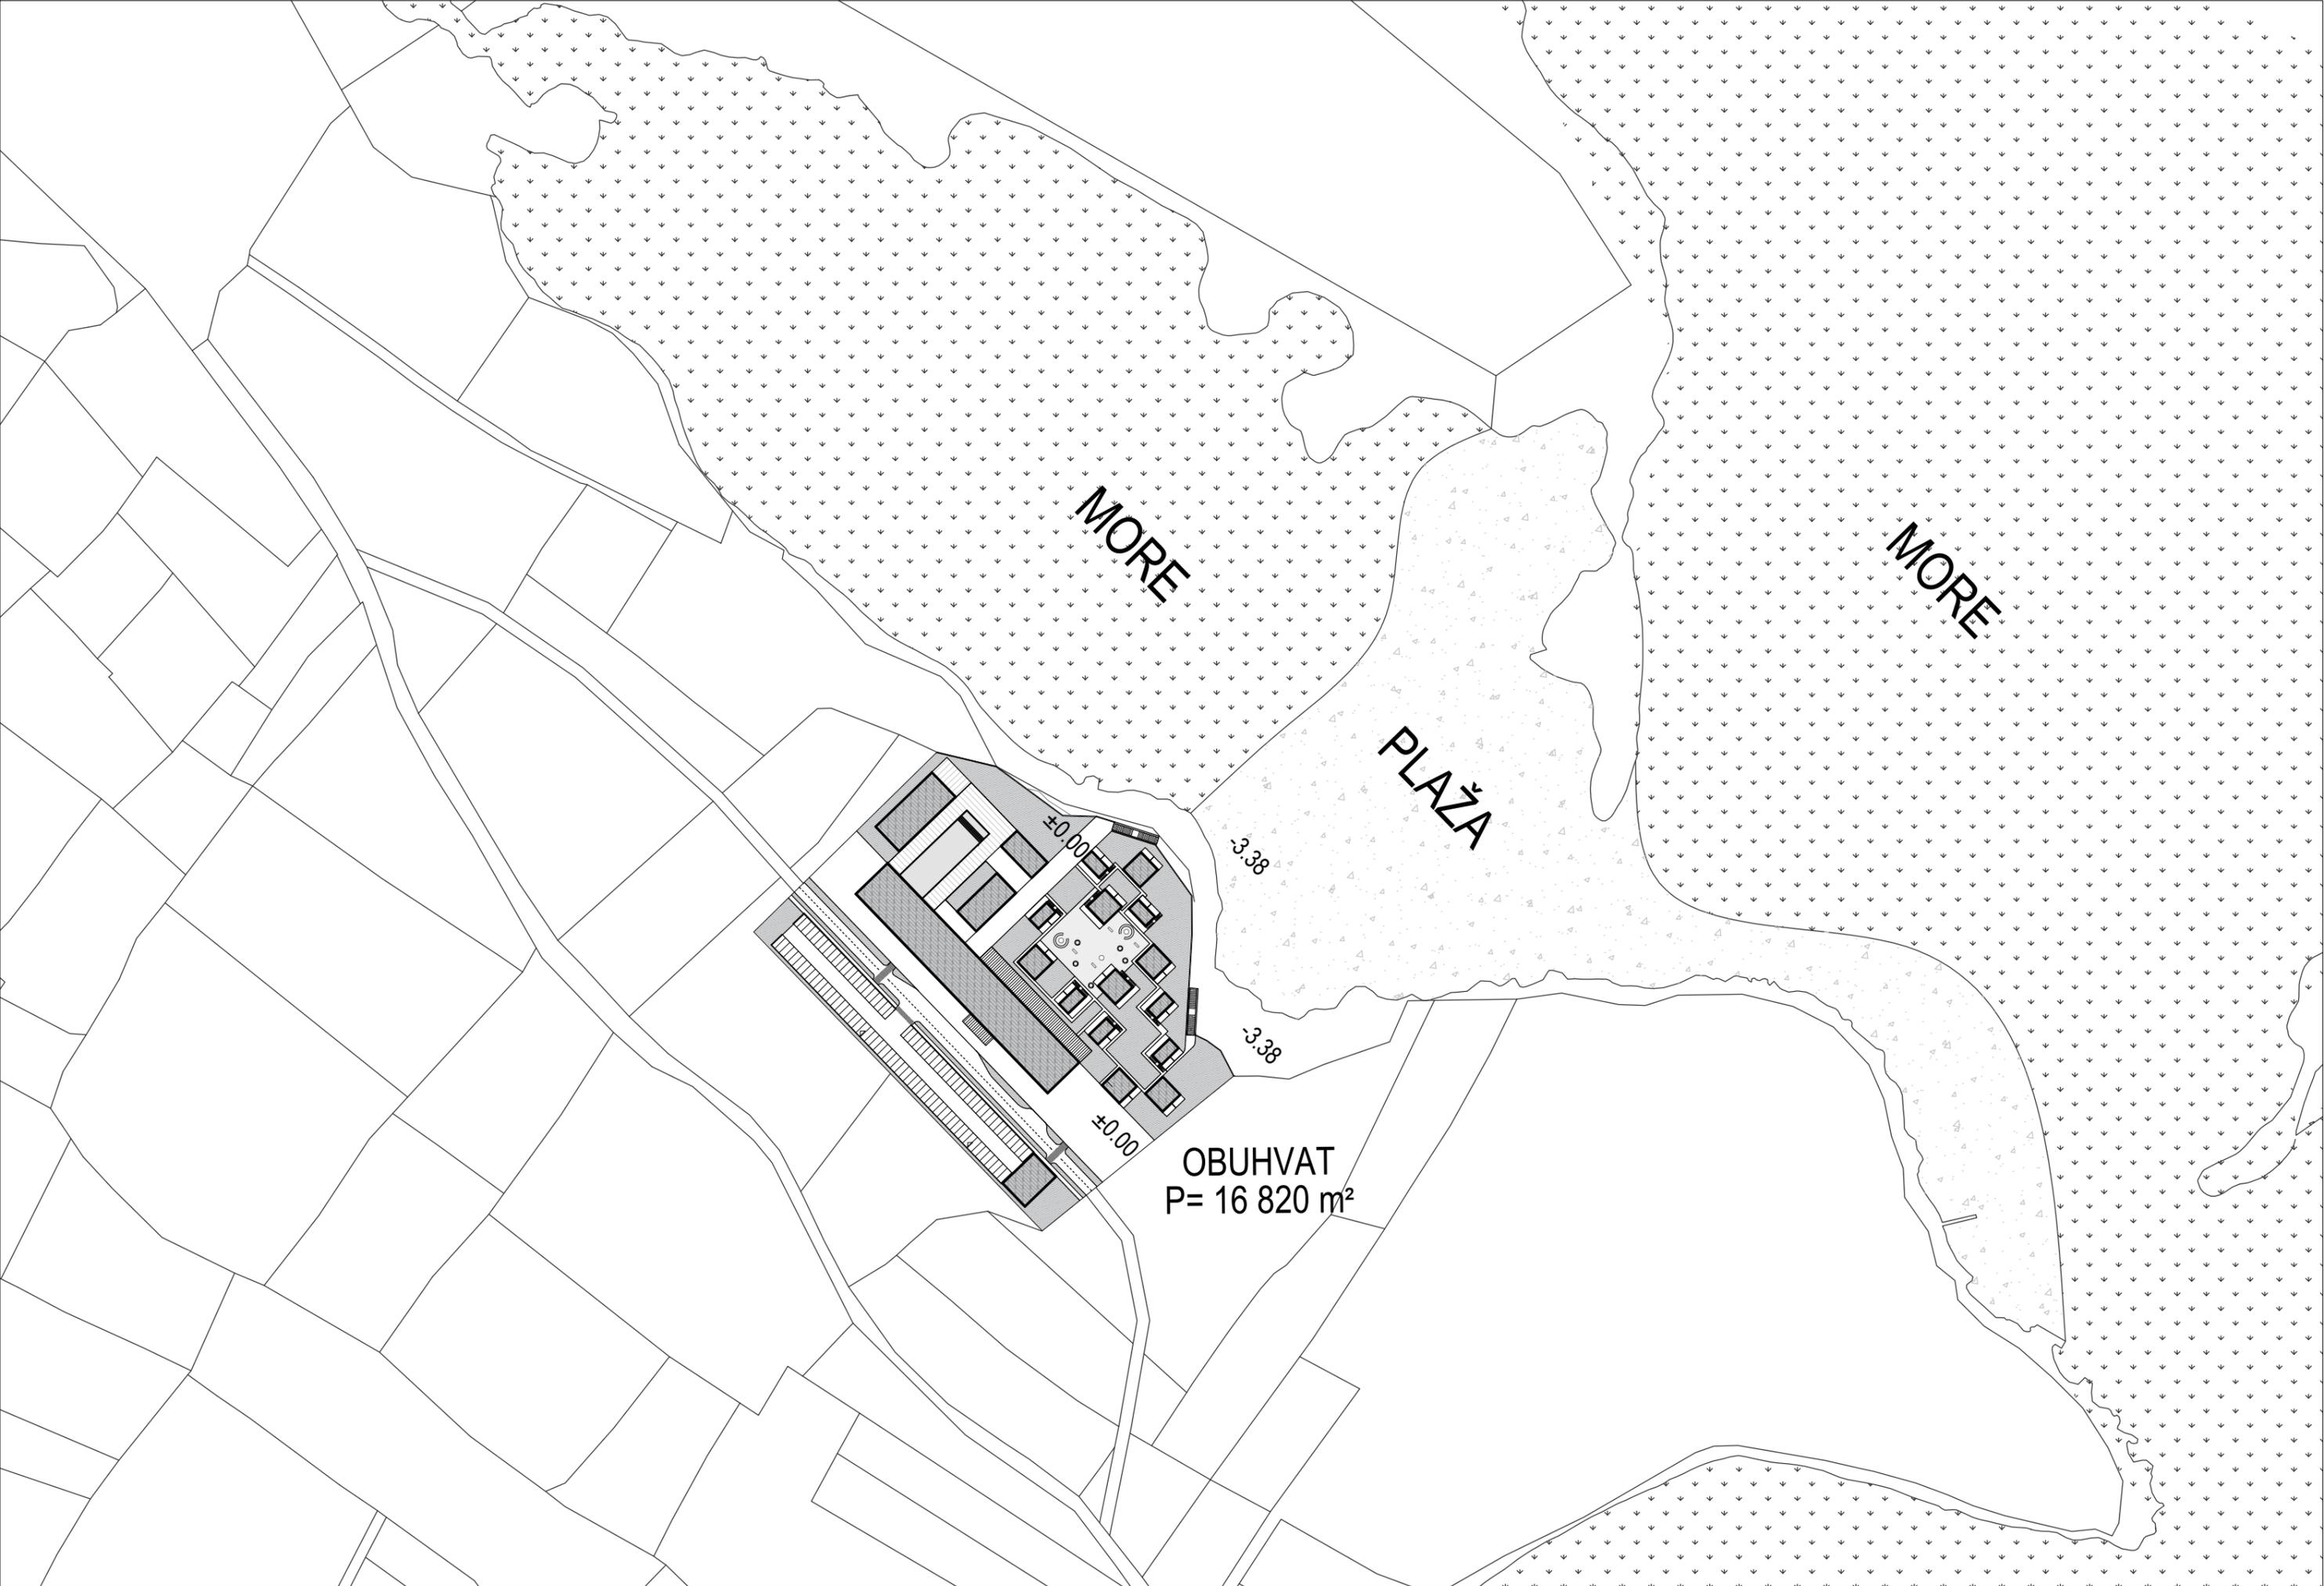 MORE
MORE
PLAŽA
±0.00
-3.38
-3.38
±0.00
OBUHVAT
P= 16 820 m²